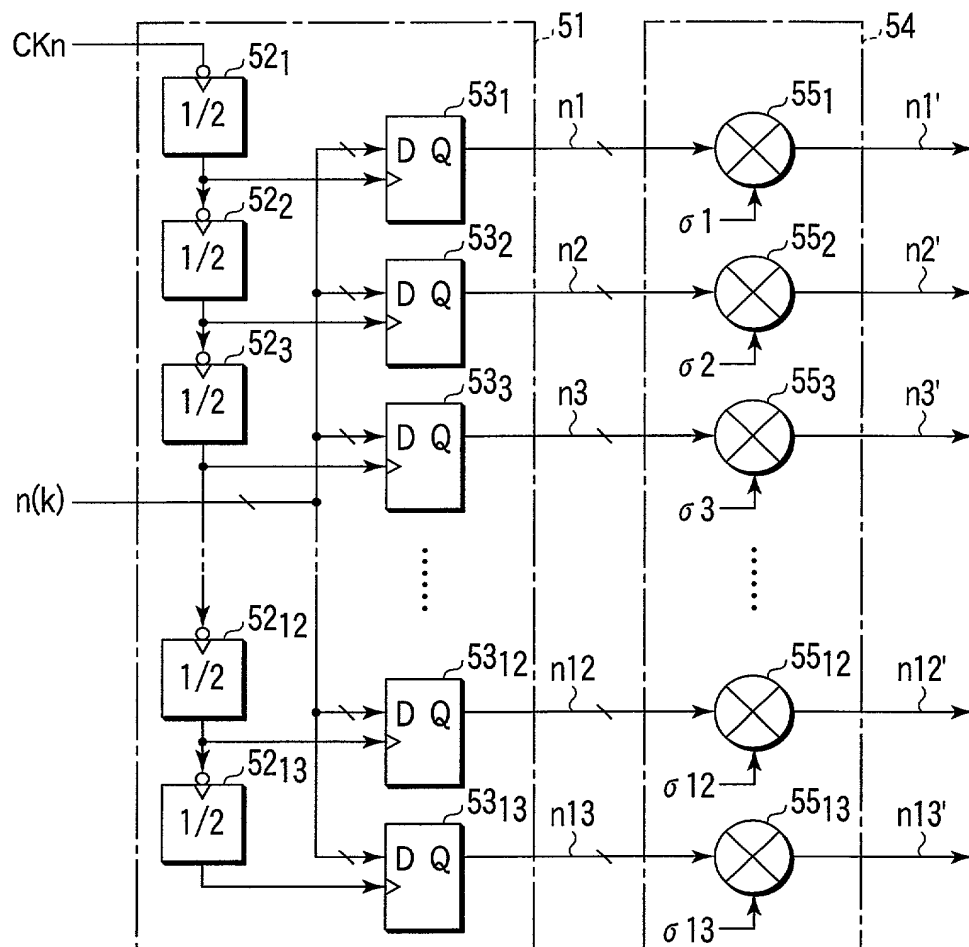 51
54
CKn
52₁
1/2
53₁
D Q
n1
55₁
n1'
σ1
52₂
1/2
53₂
D Q
n2
55₂
n2'
σ2
52₃
1/2
53₃
D Q
n3
55₃
n3'
σ3
n(k)
52₁₂
1/2
53₁₂
D Q
n12
55₁₂
n12'
σ12
52₁₃
1/2
53₁₃
D Q
n13
55₁₃
n13'
σ13